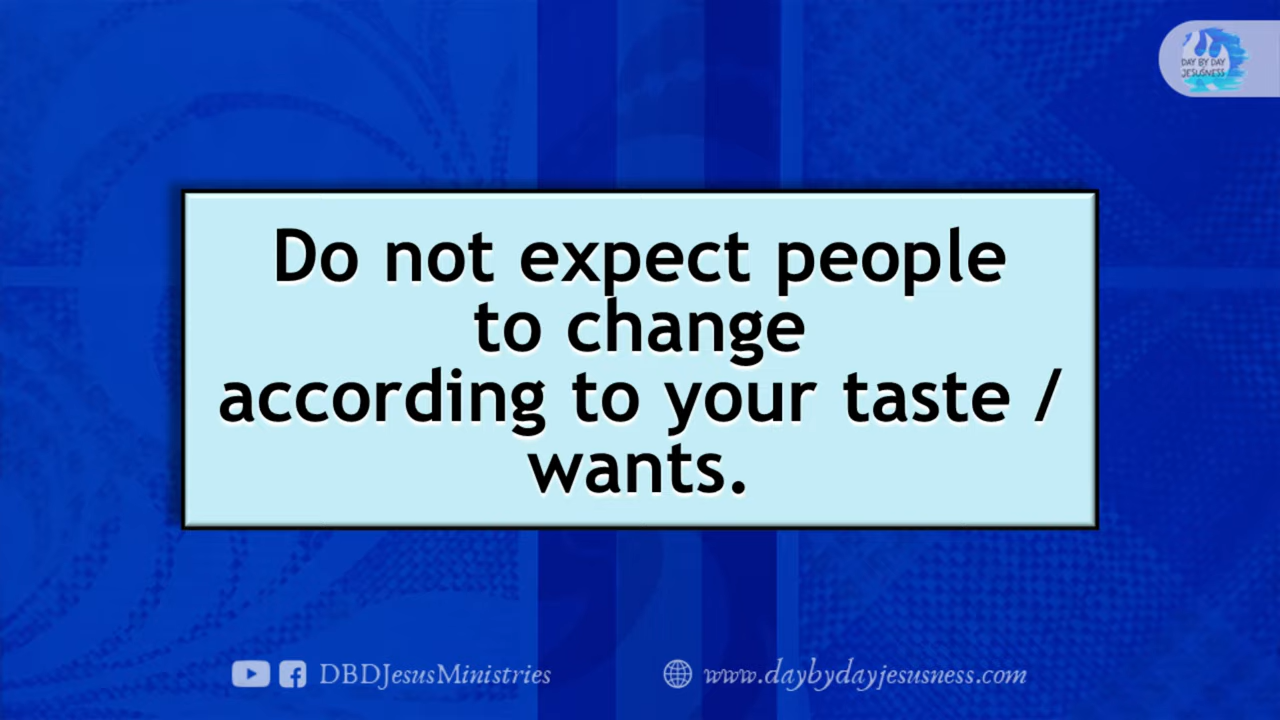 DAY BY DAY
JESUSNESS
Do not expect people
to change
according to your taste /
wants.
DBDJesusMinistries
www.daybydayjesusness.com